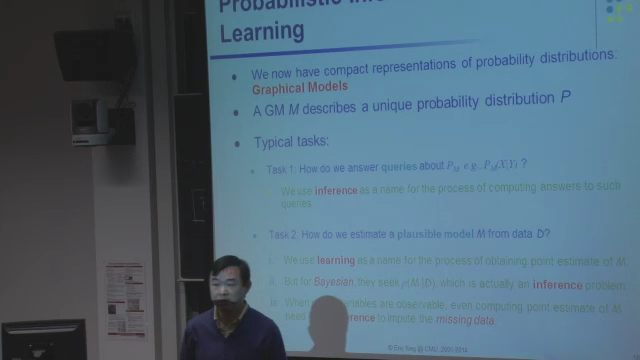 Probabilistic
Learning
We now have compact representations of probability distributions:
Graphical Models
A GM M describes a unique probability distribution P
Typical tasks:
Task 1: How do we answer queries about P_M, e.g., P_M(X|Y) ?
We use inference as a name for the process of computing answers to such
queries
Task 2: How do we estimate a plausible model M from data D?
i. We use learning as a name for the process of obtaining point estimate of M.
ii. But for Bayesian, they seek p(M |D), which is actually an inference problem.
iii. When variables are observable, even computing point estimate of M
need to impute the missing data.
© Eric Xing @ CMU, 2005-2014